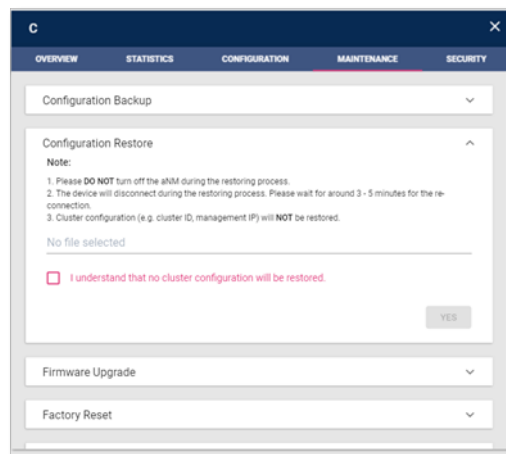 C
OVERVIEW STATISTICS CONFIGURATION MAINTENANCE SECURITY
Configuration Backup
Configuration Restore
Note:
1. Please DO NOT turn off the aNM during the restoring process.
2. The device will disconnect during the restoring process. Please wait for around 3 - 5 minutes for the re-
connection.
3. Cluster configuration (e.g. cluster ID, management IP) will NOT be restored.
No file selected
I understand that no cluster configuration will be restored.
YES
Firmware Upgrade
Factory Reset